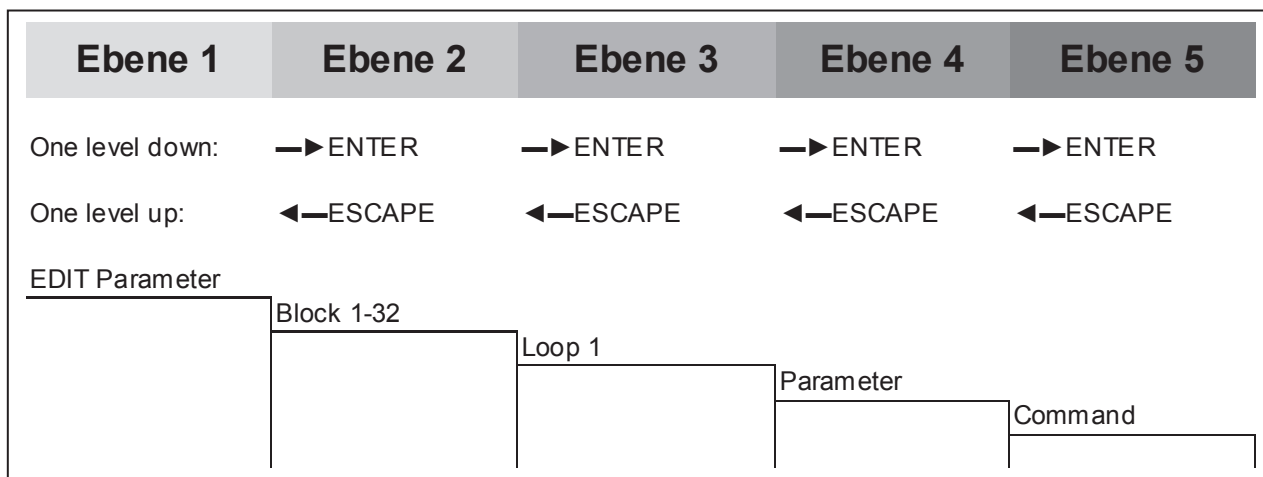 Ebene 1 Ebene 2 Ebene 3 Ebene 4 Ebene 5
One level down: ENTER ENTER ENTER ENTER
One level up: ESCAPE ESCAPE ESCAPE ESCAPE
EDIT Parameter
Block 1-32
Loop 1
Parameter
Command